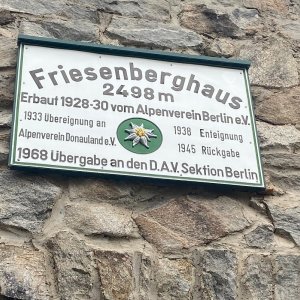 Friesenberghaus
2498 m
Erbaut 1928-30 vom Alpenverein Berlin e.V.
1933 Übereignung an
Alpenverein Donauland e.V.
1938 Enteignung
1945 Rückgabe
1968 Übergabe an den D.A.V. Sektion Berlin